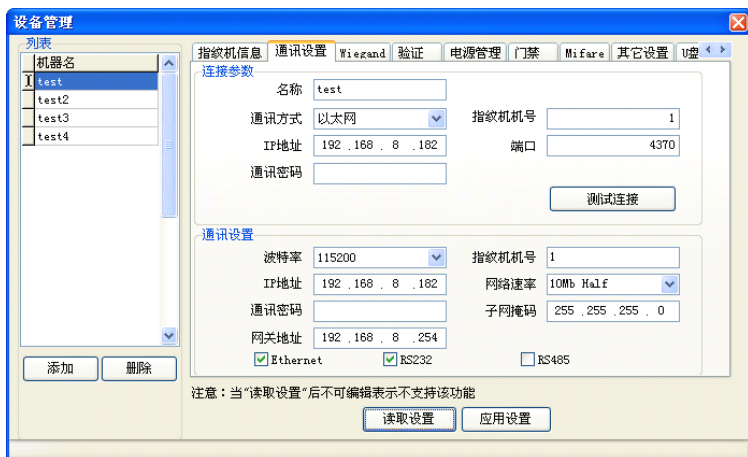 设备管理
列表
机器名
test
test2
test3
test4
添加 删除
指纹机信息 通讯设置 Wiegand 验证 电源管理 门禁 Mifare 其它设置 U盘
连接参数
名称 test
通讯方式 以太网 指纹机机号 1
IP地址 192 .168 . 8 .182 端口 4370
通讯密码
测试连接
通讯设置
波特率 115200 指纹机机号 1
IP地址 192 .168 . 8 .182 网络速率 10Mb Half
通讯密码 子网掩码 255 .255 .255 . 0
网关地址 192 .168 . 8 .254
Ethernet RS232 RS485
注意：当“读取设置”后不可编辑表示不支持该功能
读取设置 应用设置